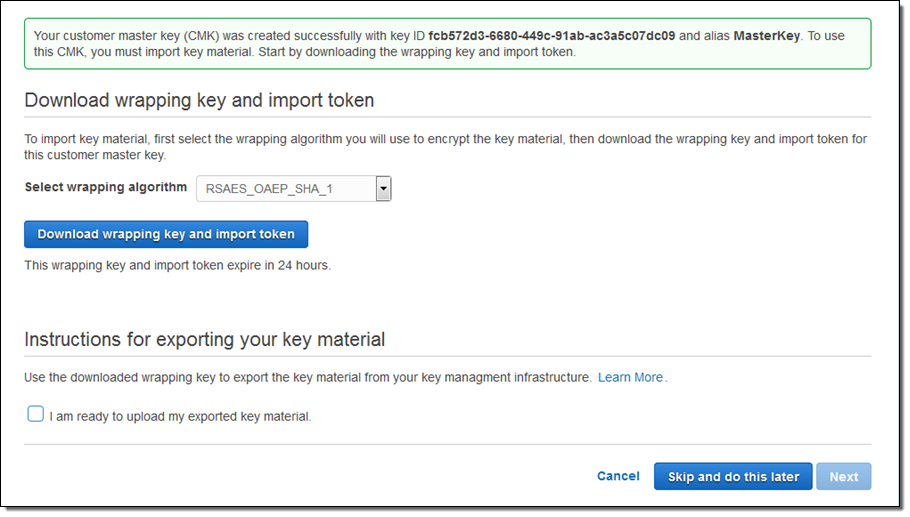 Your customer master key (CMK) was created successfully with key ID fcb572d3-6680-449c-91ab-ac3a5c07dc09 and alias MasterKey. To use
this CMK, you must import key material. Start by downloading the wrapping key and import token.
Download wrapping key and import token
To import key material, first select the wrapping algorithm you will use to encrypt the key material, then download the wrapping key and import token for
this customer master key.
Select wrapping algorithm RSAES_OAEP_SHA_1
Download wrapping key and import token
This wrapping key and import token expire in 24 hours.
Instructions for exporting your key material
Use the downloaded wrapping key to export the key material from your key managment infrastructure. Learn More.
I am ready to upload my exported key material.
Cancel Skip and do this later Next